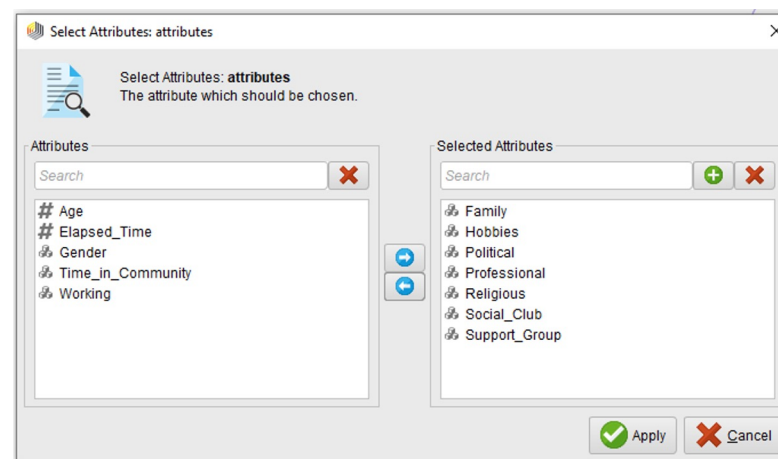 Select Attributes: attributes
Select Attributes: attributes
The attribute which should be chosen.
Attributes
Search
# Age
# Elapsed_Time
Gender
Time_in_Community
Working
Selected Attributes
Search
Family
Hobbies
Political
Professional
Religious
Social_Club
Support_Group
Apply
Cancel